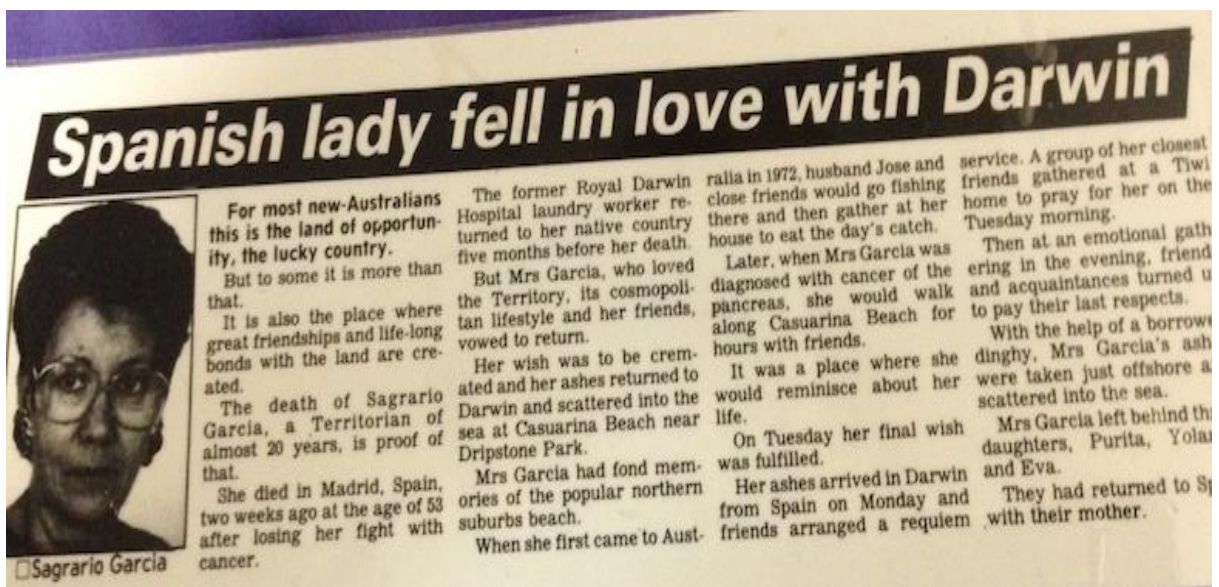 Spanish lady fell in love with Darwin
For most new-Australians
this is the land of opportun-
ity, the lucky country.
But to some it is more than
that.
It is also the place where
great friendships and life-long
bonds with the land are cre-
ated.
The death of Sagrario
Garcia, a Territorian of
almost 20 years, is proof of
that.
She died in Madrid, Spain,
two weeks ago at the age of 53
after losing her fight with
cancer.
The former Royal Darwin
Hospital laundry worker re-
turned to her native country
five months before her death.
But Mrs Garcia, who loved
the Territory, its cosmopoli-
tan lifestyle and her friends,
vowed to return.
Her wish was to be crem-
ated and her ashes returned to
Darwin and scattered into the
sea at Casuarina Beach near
Dripstone Park.
Mrs Garcia had fond mem-
ories of the popular northern
suburbs beach.
When she first came to Aust-
ralia in 1972, husband Jose and
close friends would go fishing
there and then gather at her
house to eat the day's catch.
Later, when Mrs Garcia was
diagnosed with cancer of the
pancreas, she would walk
along Casuarina Beach for
hours with friends.
It was a place where she
would reminisce about her
life.
On Tuesday her final wish
was fulfilled.
Her ashes arrived in Darwin
from Spain on Monday and
friends arranged a requiem
service. A group of her closest
friends gathered at a Tiwi
home to pray for her on the
Tuesday morning.
Then at an emotional gath
ering in the evening, friend
and acquaintances turned u
to pay their last respects.
With the help of a borrowe
dinghy, Mrs Garcia's ash
were taken just offshore a
scattered into the sea.
Mrs Garcia left behind th
daughters, Purita, Yola
and Eva.
They had returned to Sp
with their mother.
Sagrario Garcia